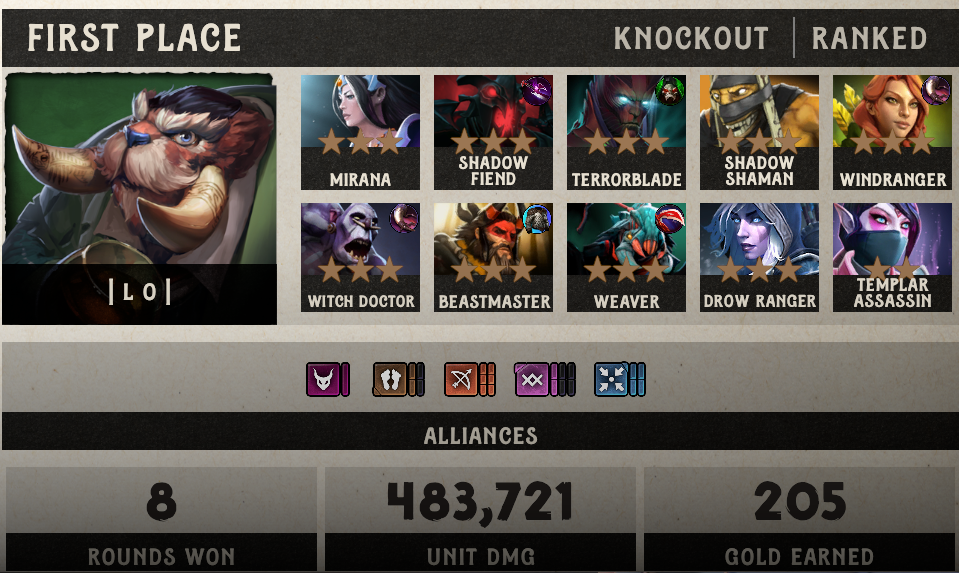 FIRST PLACE
KNOCKOUT | RANKED
MIRANA
SHADOW
FIEND
TERRORBLADE
SHADOW
SHAMAN
WINDRANGER
WITCH DOCTOR
BEASTMASTER
WEAVER
DROW RANGER
TEMPLAR
ASSASSIN
|L O|
ALLIANCES
8
ROUNDS WON
483,721
UNIT DMG
205
GOLD EARNED